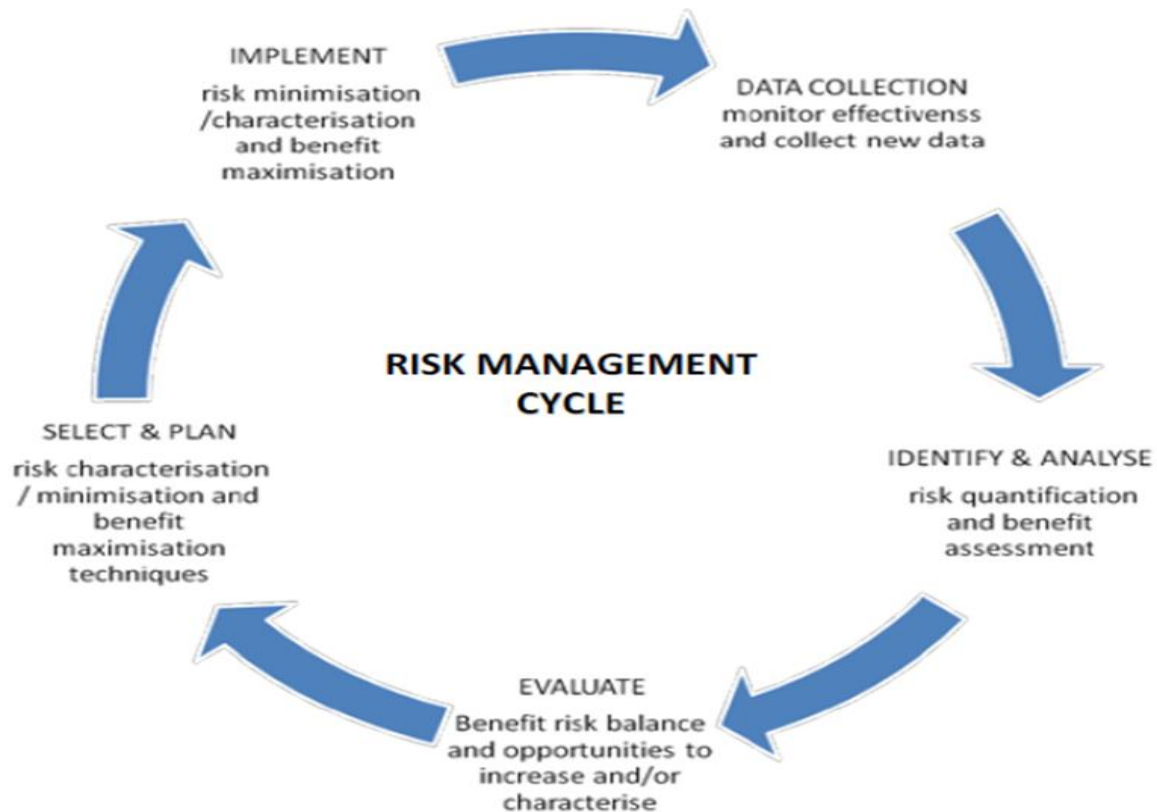 IMPLEMENT
risk minimisation
/characterisation
and benefit
maximisation
DATA COLLECTION
monitor effectivenss
and collect new data
RISK MANAGEMENT
CYCLE
SELECT & PLAN
risk characterisation
/ minimisation and
benefit
maximisation
techniques
IDENTIFY & ANALYSE
risk quantification
and benefit
assessment
EVALUATE
Benefit risk balance
and opportunities to
increase and/or
characterise